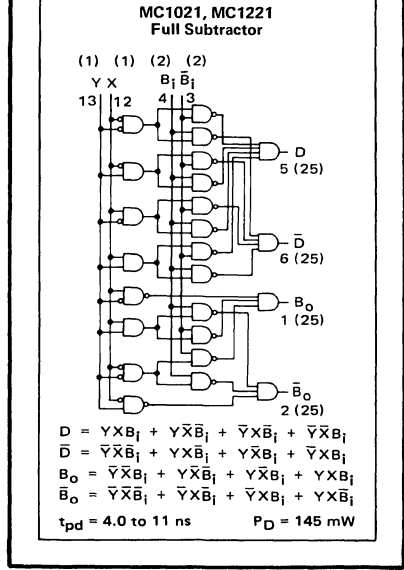 MC1021, MC1221
Full Subtractor
(1) (1) (2) (2)
Y X Bi B̄i
13 12 4 3
D
5 (25)
D̄
6 (25)
Bo
1 (25)
B̄o
2 (25)
D = YXBi + YX̄B̄i + ȲXB̄i + ȲX̄Bi
D̄ = ȲX̄B̄i + YX̄Bi + ȲXBi + YXB̄i
Bo = ȲX̄Bi + YX̄B̄i + YX̄Bi + YXBi
B̄o = ȲX̄B̄i + ȲXB̄i + ȲXBi + YXB̄i
tpd = 4.0 to 11 ns PD = 145 mW